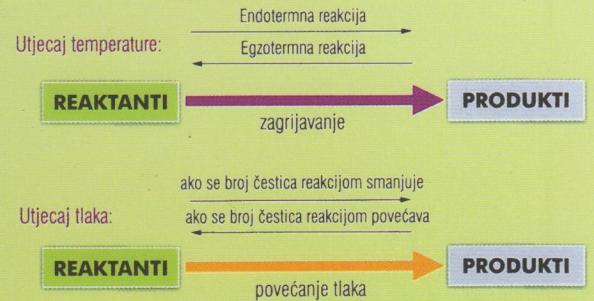 Endotermna reakcija
Utjecaj temperature:
Egzotermna reakcija
REAKTANTI
PRODUKTI
zagrijavanje
ako se broj čestica reakcijom smanjuje
Utjecaj tlaka:
ako se broj čestica reakcijom povećava
REAKTANTI
PRODUKTI
povećanje tlaka